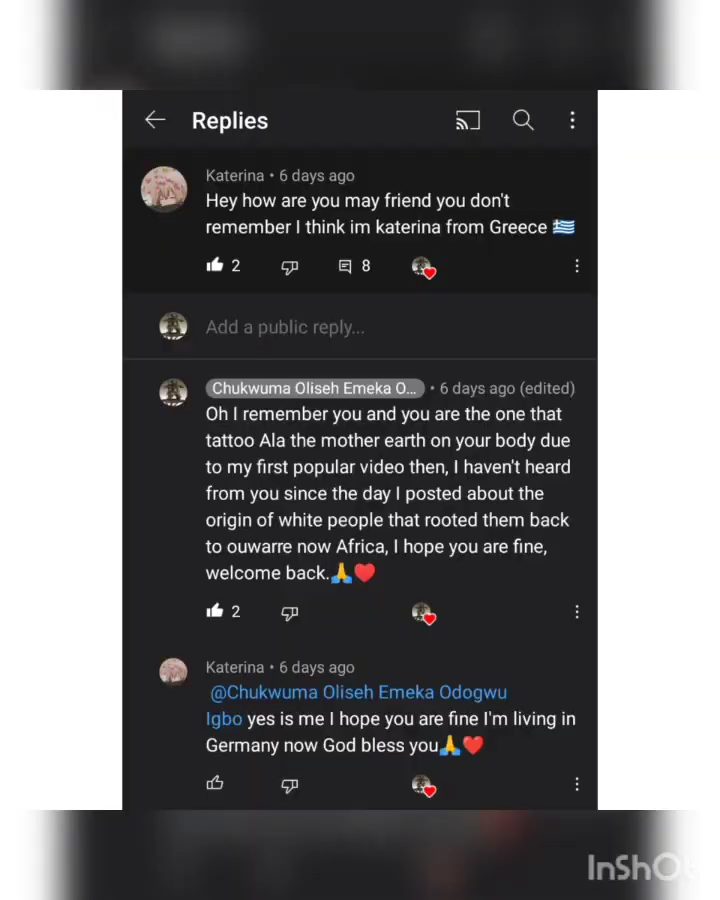 Replies
Katerina • 6 days ago
Hey how are you may friend you don't
remember I think im katerina from Greece 🇬🇷
2
8
Add a public reply...
Chukwuma Oliseh Emeka O... • 6 days ago (edited)
Oh I remember you and you are the one that
tattoo Ala the mother earth on your body due
to my first popular video then, I haven't heard
from you since the day I posted about the
origin of white people that rooted them back
to ouwarre now Africa, I hope you are fine,
welcome back.🙏❤️
2
Katerina • 6 days ago
@Chukwuma Oliseh Emeka Odogwu
Igbo yes is me I hope you are fine I'm living in
Germany now God bless you🙏❤️